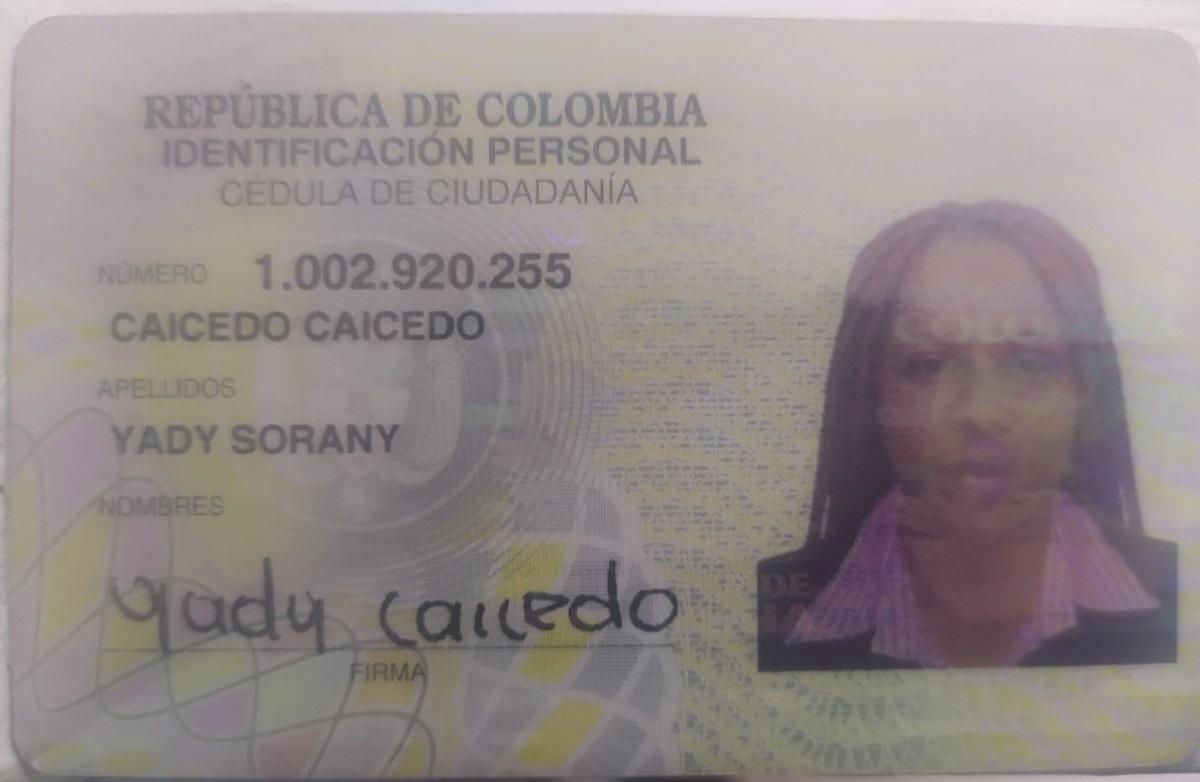 REPÚBLICA DE COLOMBIA
IDENTIFICACIÓN PERSONAL
CÉDULA DE CIUDADANÍA
NÚMERO 1.002.920.255
CAICEDO CAICEDO
APELLIDOS
YADY SORANY
NOMBRES
yady caicedo
FIRMA
DE